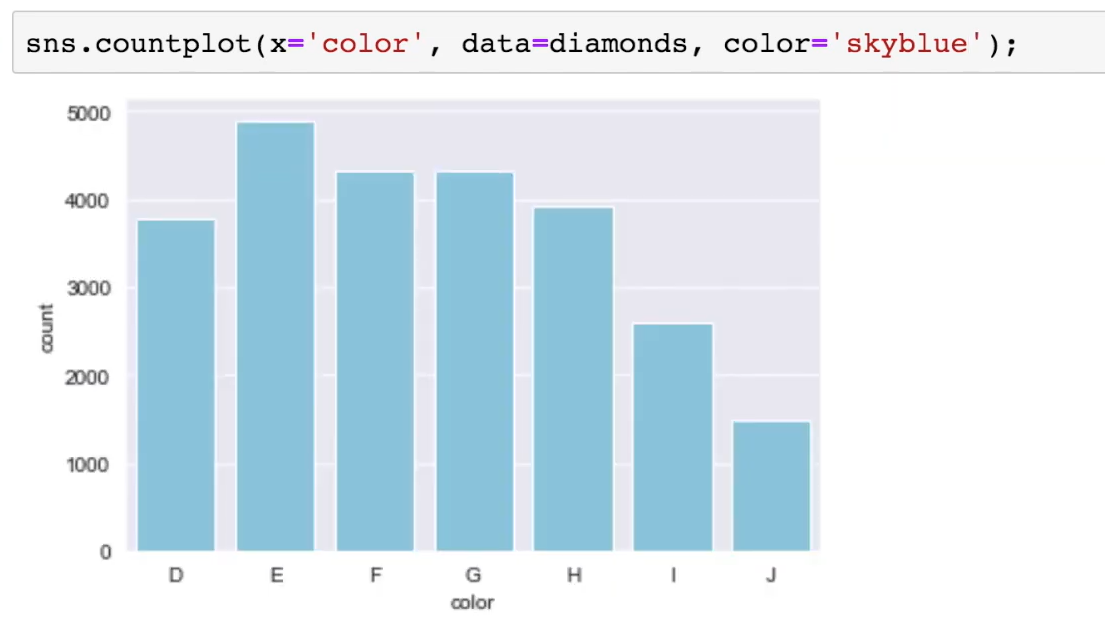 sns.countplot(x='color', data=diamonds, color='skyblue');
5000
4000
3000
2000
1000
0
count
D E F G H I J
color